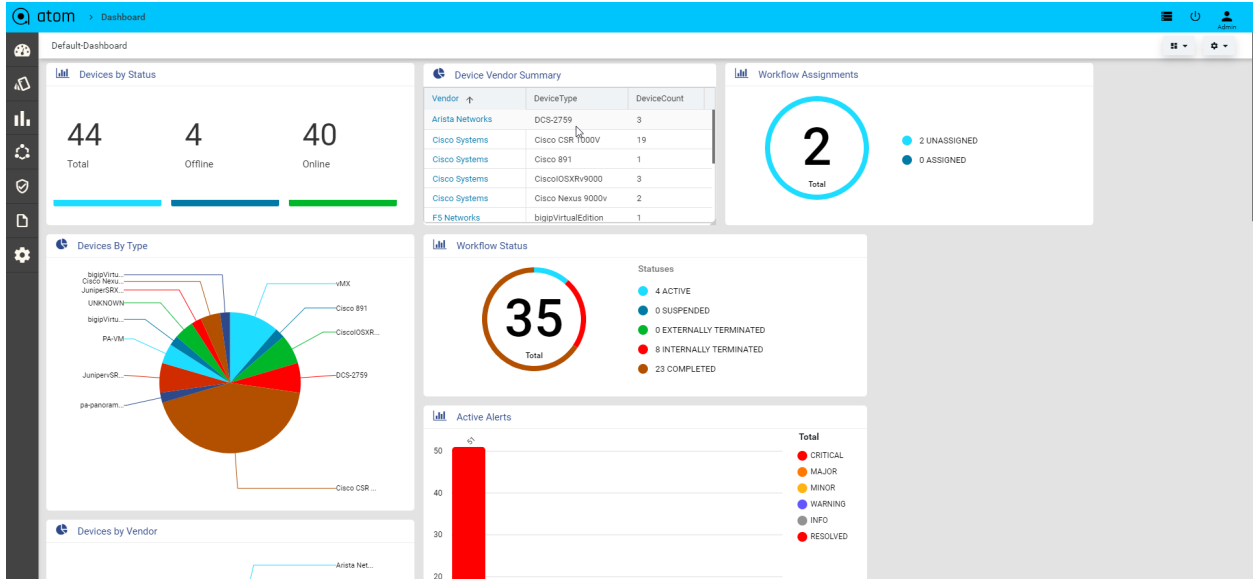 atom > Dashboard
Admin
Default-Dashboard
Devices by Status
44
Total
4
Offline
40
Online
Device Vendor Summary
Vendor ↑ DeviceType DeviceCount
Arista Networks DCS-2759 3
Cisco Systems Cisco CSR 1000V 19
Cisco Systems Cisco 891 1
Cisco Systems CiscoIOSXRv9000 3
Cisco Systems Cisco Nexus 9000v 2
F5 Networks bigipVirtualEdition 1
Workflow Assignments
2
Total
2 UNASSIGNED
0 ASSIGNED
Devices By Type
bigipVirtu...
Cisco Nexu...
JuniperSRX...
UNKNOWN
bigipVirtu...
PA-VM
JunipervSR...
pa-panoram...
vMX
Cisco 891
CiscoIOSXR...
DCS-2759
Cisco CSR ...
Workflow Status
35
Total
Statuses
4 ACTIVE
0 SUSPENDED
0 EXTERNALLY TERMINATED
8 INTERNALLY TERMINATED
23 COMPLETED
Active Alerts
51
50
40
30
20
Total
CRITICAL
MAJOR
MINOR
WARNING
INFO
RESOLVED
Devices by Vendor
Arista Net...